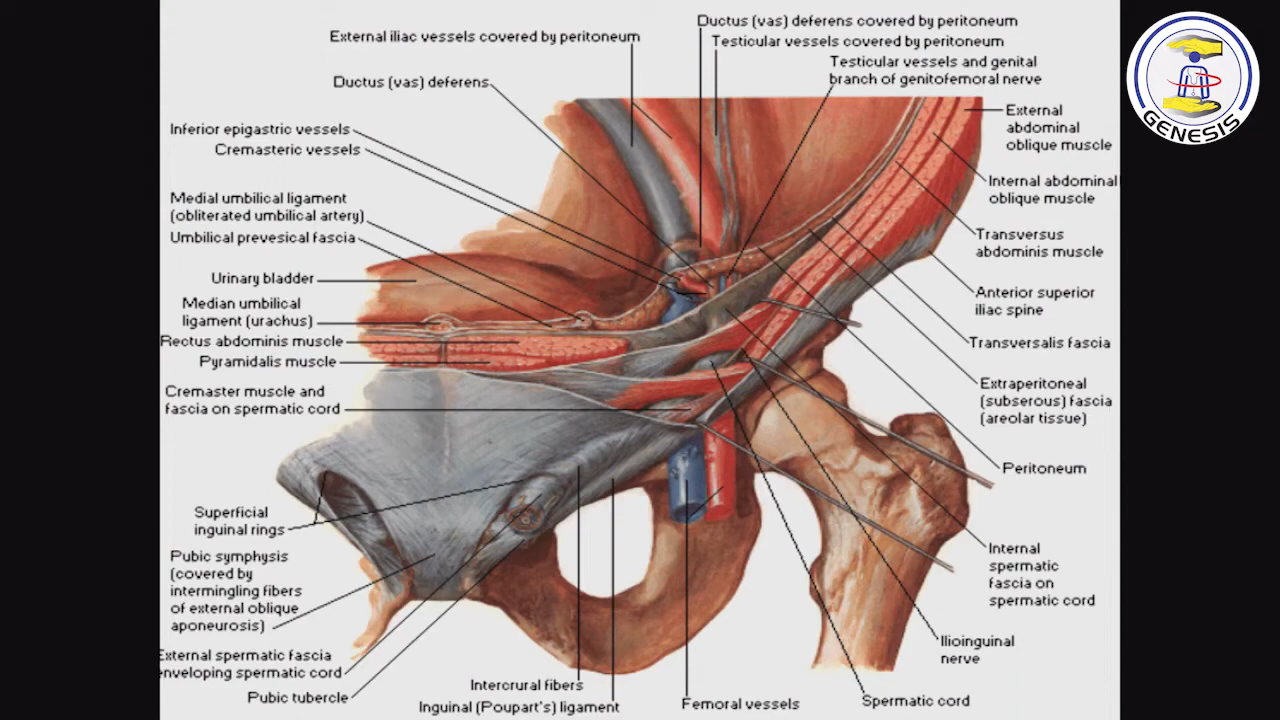 Ductus (vas) deferens covered by peritoneum
External iliac vessels covered by peritoneum
Testicular vessels covered by peritoneum
Testicular vessels and genital
branch of genitofemoral nerve
Ductus (vas) deferens
External
abdominal
oblique muscle
GENESIS
Inferior epigastric vessels
Cremasteric vessels
Internal abdominal
oblique muscle
Medial umbilical ligament
(obliterated umbilical artery)
Umbilical prevesical fascia
Transversus
abdominis muscle
Urinary bladder
Median umbilical
ligament (urachus)
Anterior superior
iliac spine
Rectus abdominis muscle
Transversalis fascia
Pyramidalis muscle
Cremaster muscle and
fascia on spermatic cord
Extraperitoneal
(subserous) fascia
(areolar tissue)
Peritoneum
Superficial
inguinal rings
Pubic symphysis
(covered by
intermingling fibers
of external oblique
aponeurosis)
Internal
spermatic
fascia on
spermatic cord
External spermatic fascia
enveloping spermatic cord
Ilioinguinal
nerve
Pubic tubercle
Intercrural fibers
Inguinal (Poupart's) ligament
Femoral vessels
Spermatic cord